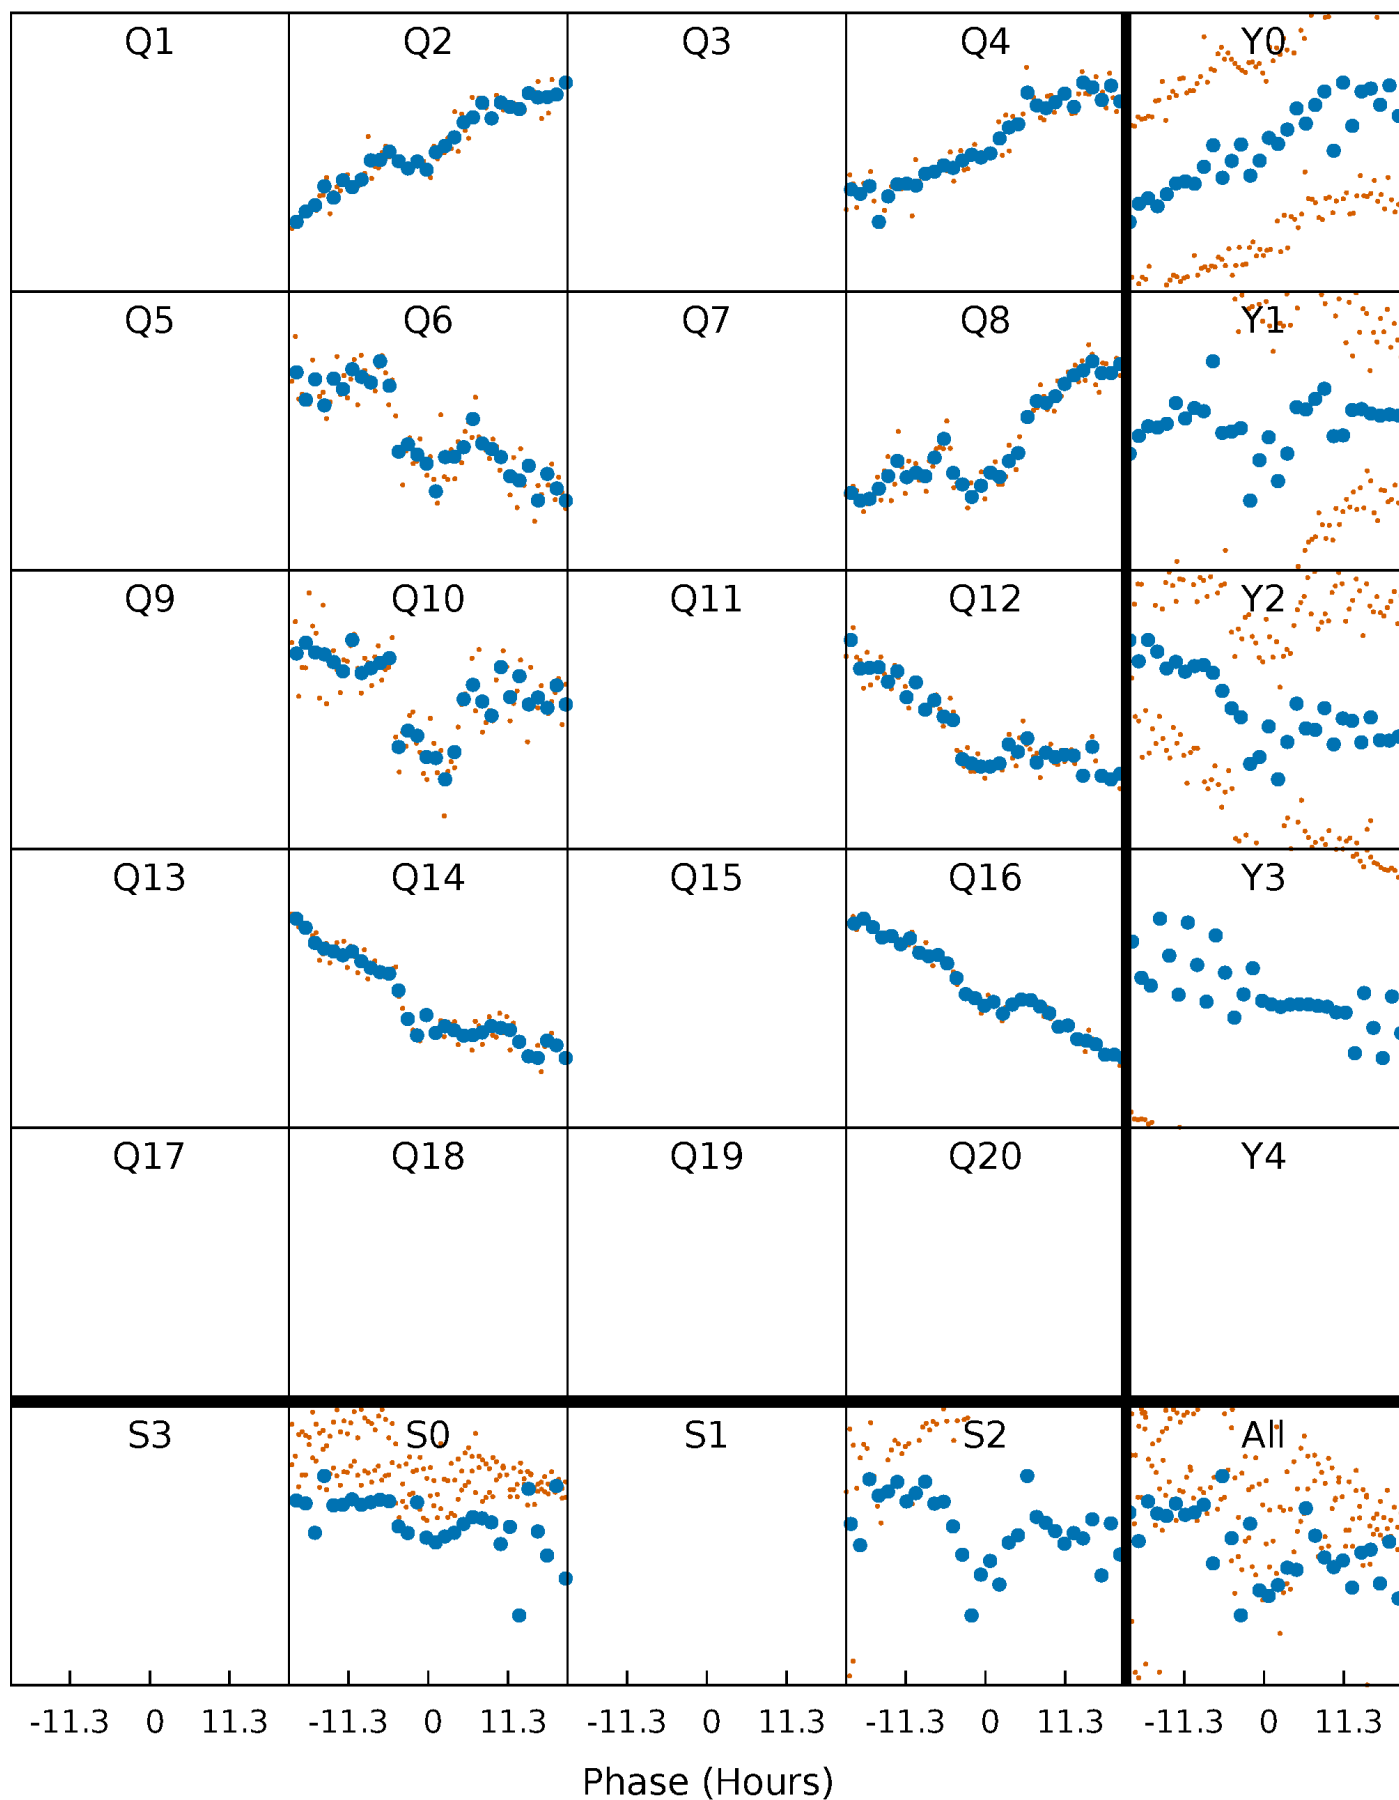 Q1 Q2 Q3 Q4 Y0
Q5 Q6 Q7 Q8 Y1
Q9 Q10 Q11 Q12 Y2
Q13 Q14 Q15 Q16 Y3
Q17 Q18 Q19 Q20 Y4
S3 S0 S1 S2 All
-11.3 0 11.3 -11.3 0 11.3 -11.3 0 11.3 -11.3 0 11.3 -11.3 0 11.3
Phase (Hours)